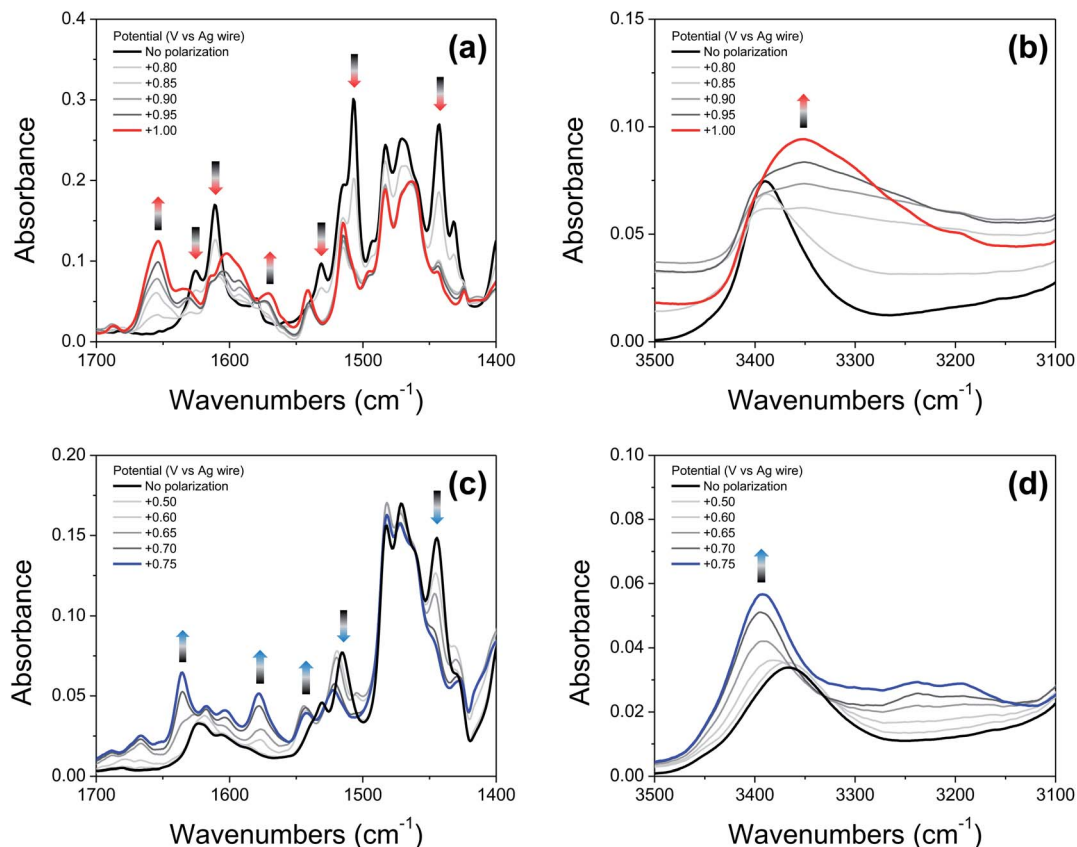 (a)
Potential (V vs Ag wire)
No polarization
+0.80
+0.85
+0.90
+0.95
+1.00
0.4
0.3
0.2
0.1
0.0
Absorbance
1700
1600
1500
1400
Wavenumbers (cm⁻¹)
(b)
Potential (V vs Ag wire)
No polarization
+0.80
+0.85
+0.90
+0.95
+1.00
0.15
0.10
0.05
0.00
Absorbance
3500
3400
3300
3200
3100
Wavenumbers (cm⁻¹)
(c)
Potential (V vs Ag wire)
No polarization
+0.50
+0.60
+0.65
+0.70
+0.75
0.20
0.15
0.10
0.05
0.00
Absorbance
1700
1600
1500
1400
Wavenumbers (cm⁻¹)
(d)
Potential (V vs Ag wire)
No polarization
+0.50
+0.60
+0.65
+0.70
+0.75
0.10
0.08
0.06
0.04
0.02
0.00
Absorbance
3500
3400
3300
3200
3100
Wavenumbers (cm⁻¹)